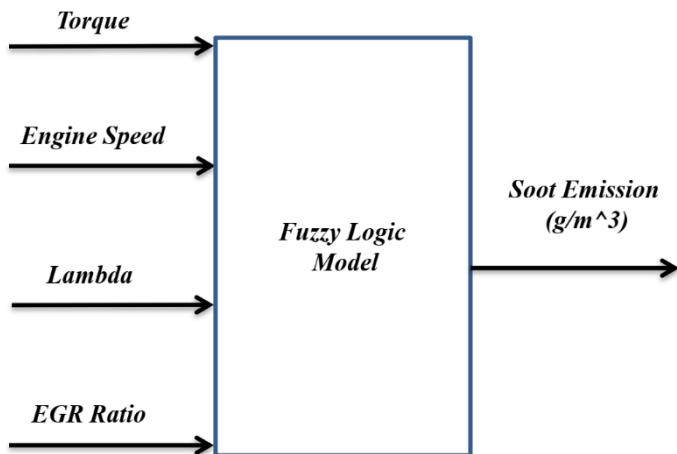 Torque
Engine Speed
Lambda
EGR Ratio
Fuzzy Logic
Model
Soot Emission
(g/m^3)